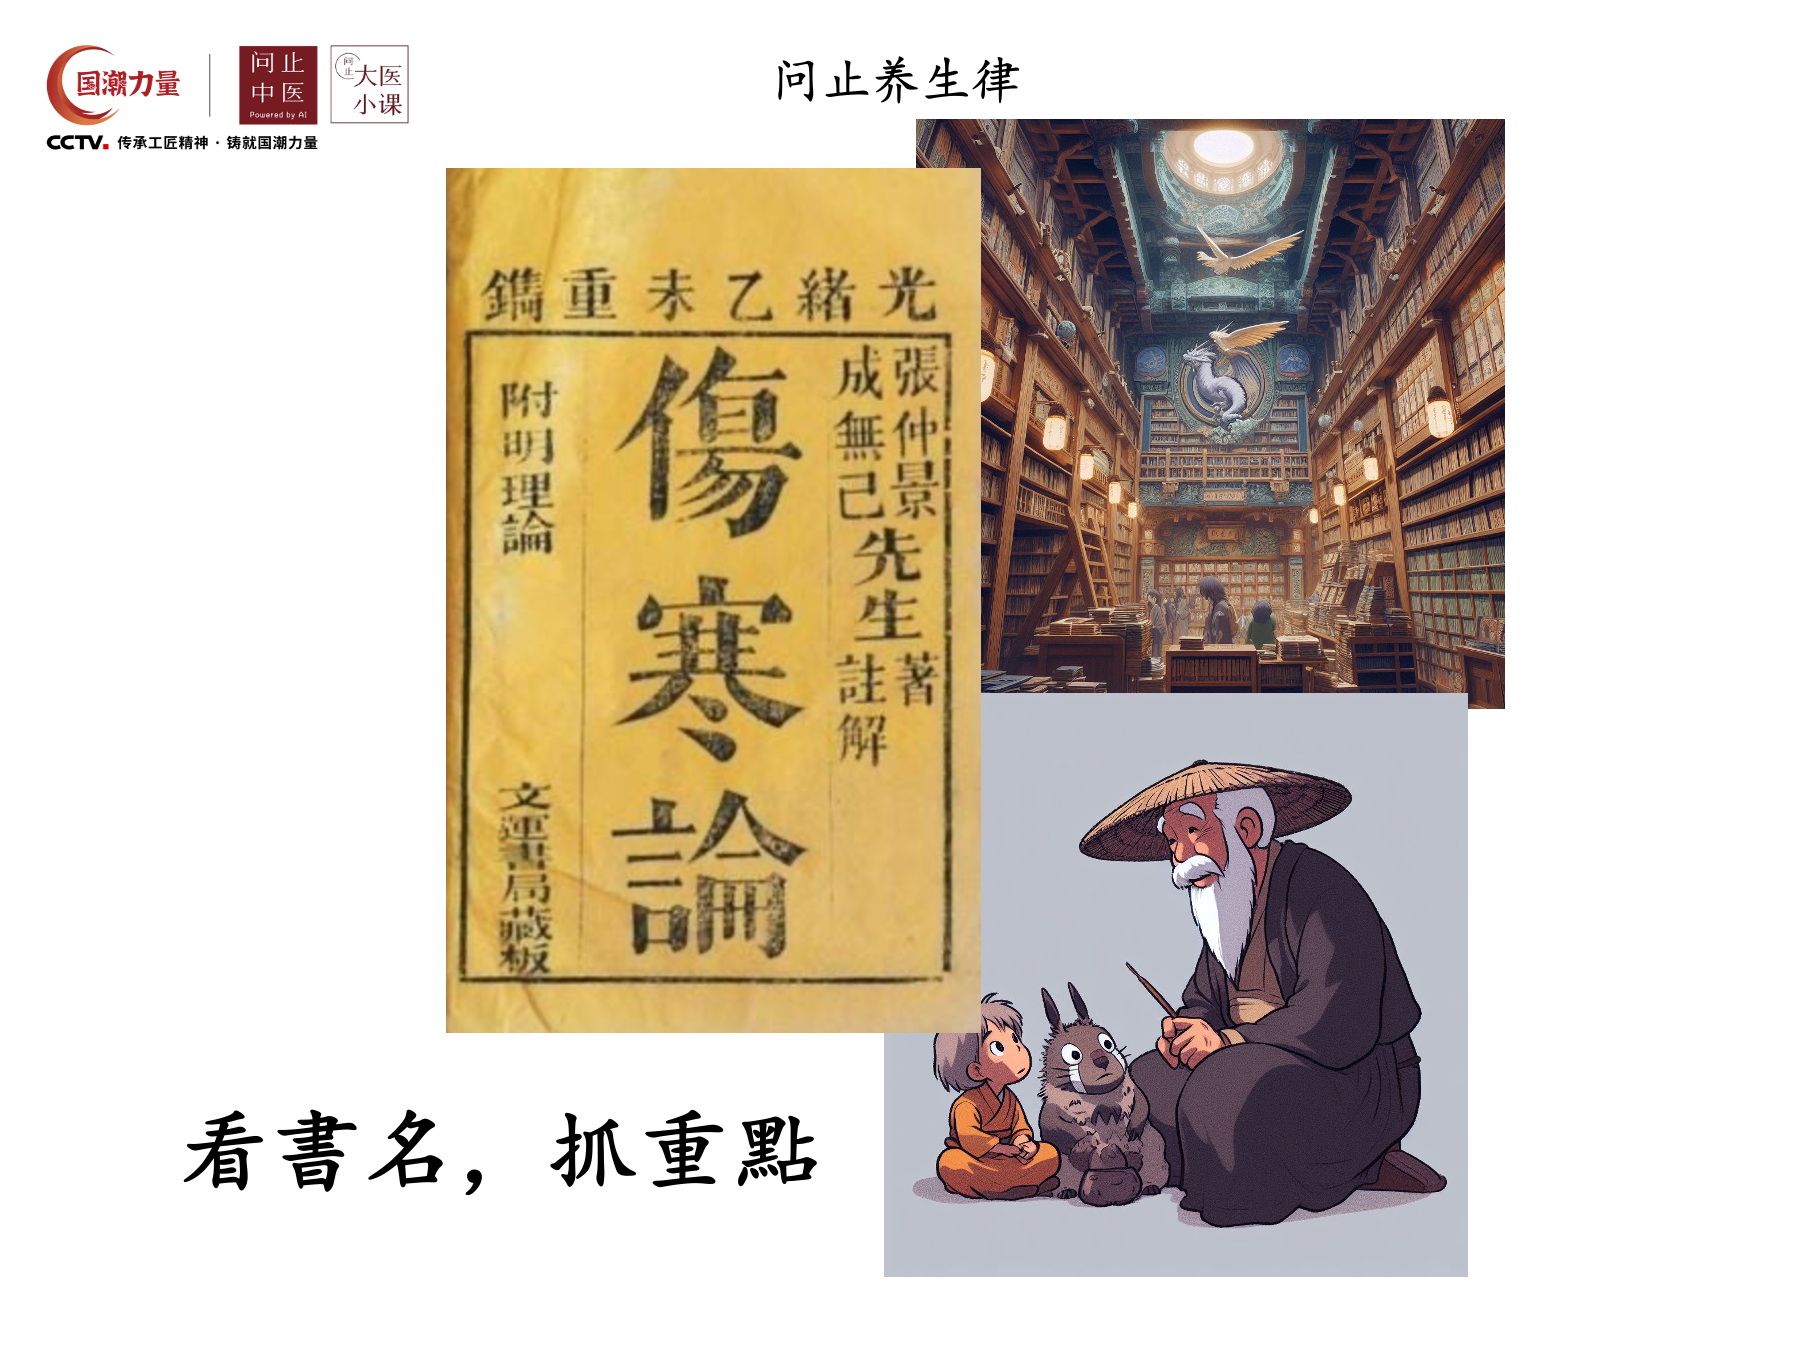 国潮力量
CCTV. 传承工匠精神·铸就国潮力量
问止
中医
Powered by AI
问止
大医
小课
问止养生律
光緒乙未重鐫
張仲景
成無己
先生
著
註解
傷寒論
附明理論
文運書局藏板
看書名，抓重點